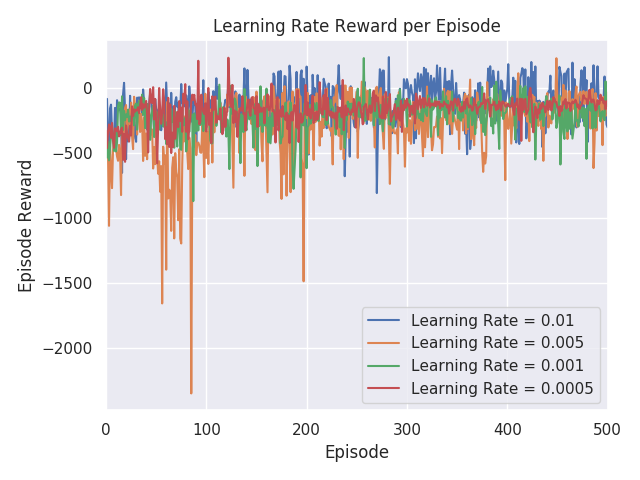 Learning Rate Reward per Episode
Episode Reward
0
−500
−1000
−1500
−2000
0 100 200 300 400 500
Episode
Learning Rate = 0.01
Learning Rate = 0.005
Learning Rate = 0.001
Learning Rate = 0.0005